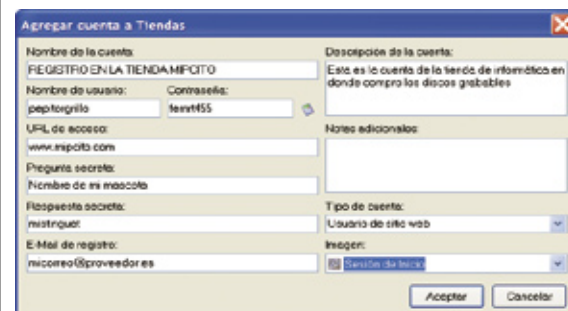 Agregar cuenta a Tiendas
Nombre de la cuenta:
REGISTRO EN LA TIENDA MIPCITO
Nombre de usuario: Contraseña:
pepitorgrillo
URL de acceso:
www.mipcito.com
Pregunta secreta:
Nombre de mi mascota
Respuesta secreta:
mistinguet
E-Mail de registro:
micorreo@proveedor.es
Descripción de la cuenta:
Esta es la cuenta de la tienda de informática en
donde compro los discos grabables
Notas adicionales:
Tipo de cuenta:
Usuario de sitio web
Imagen:
Sesión de Inicio
Aceptar Cancelar